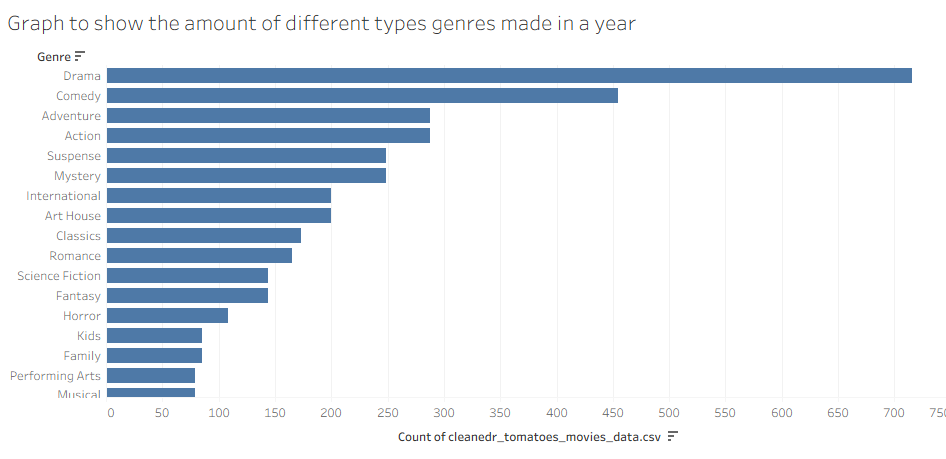 Graph to show the amount of different types genres made in a year
Genre
Drama
Comedy
Adventure
Action
Suspense
Mystery
International
Art House
Classics
Romance
Science Fiction
Fantasy
Horror
Kids
Family
Performing Arts
Musical
0 50 100 150 200 250 300 350 400 450 500 550 600 650 700 750
Count of cleanedr_tomatoes_movies_data.csv